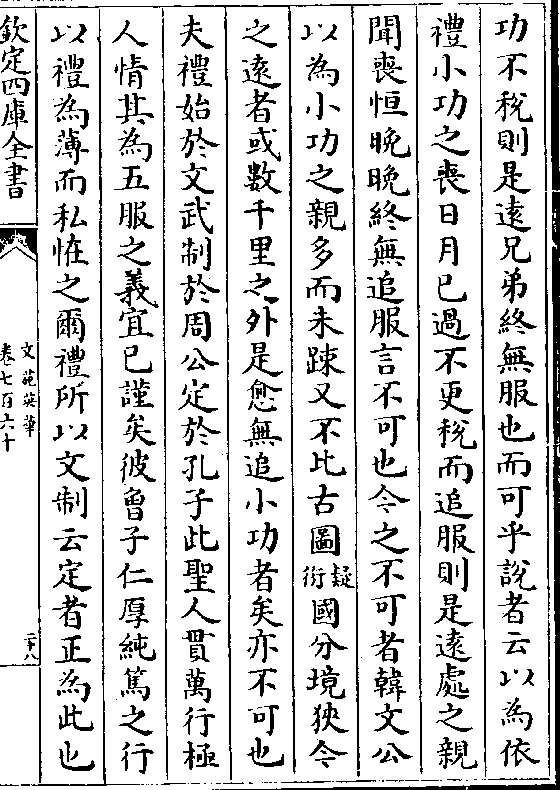 功不稅則是遠兄弟終無服也而可乎說者云以為依
禮小功之喪日月已過不更稅而追服則是遠處之親
聞喪恒晚晚終無追服言不可也今之不可者韓文公
以為小功之親多而未踈又不比古圖疑衍國分境狹今
之遠者或數千里之外是愈無追小功者矣亦不可也
夫禮始於文武制於周公定於孔子此聖人貫萬行極
人情其為五服之義宜已謹矣彼曾子仁厚純篤之行
以禮為薄而私恠之爾禮所以文制云定者正為此也
欽定四庫全書
文苑英華
卷七百六十
二十八